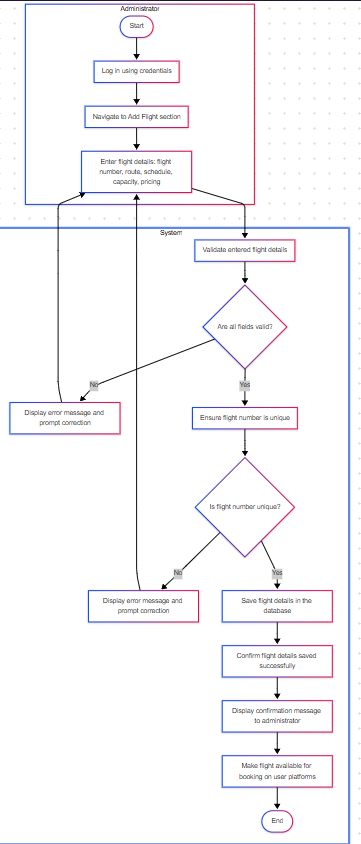 Administrator
Start
Log in using credentials
Navigate to Add Flight section
Enter flight details: flight
number, route, schedule,
capacity, pricing
System
Validate entered flight details
Are all fields valid?
No
Yes
Display error message and
prompt correction
Ensure flight number is unique
Is flight number unique?
No
Yes
Display error message and
prompt correction
Save flight details in the
database
Confirm flight details saved
successfully
Display confirmation message
to administrator
Make flight available for
booking on user platforms
End